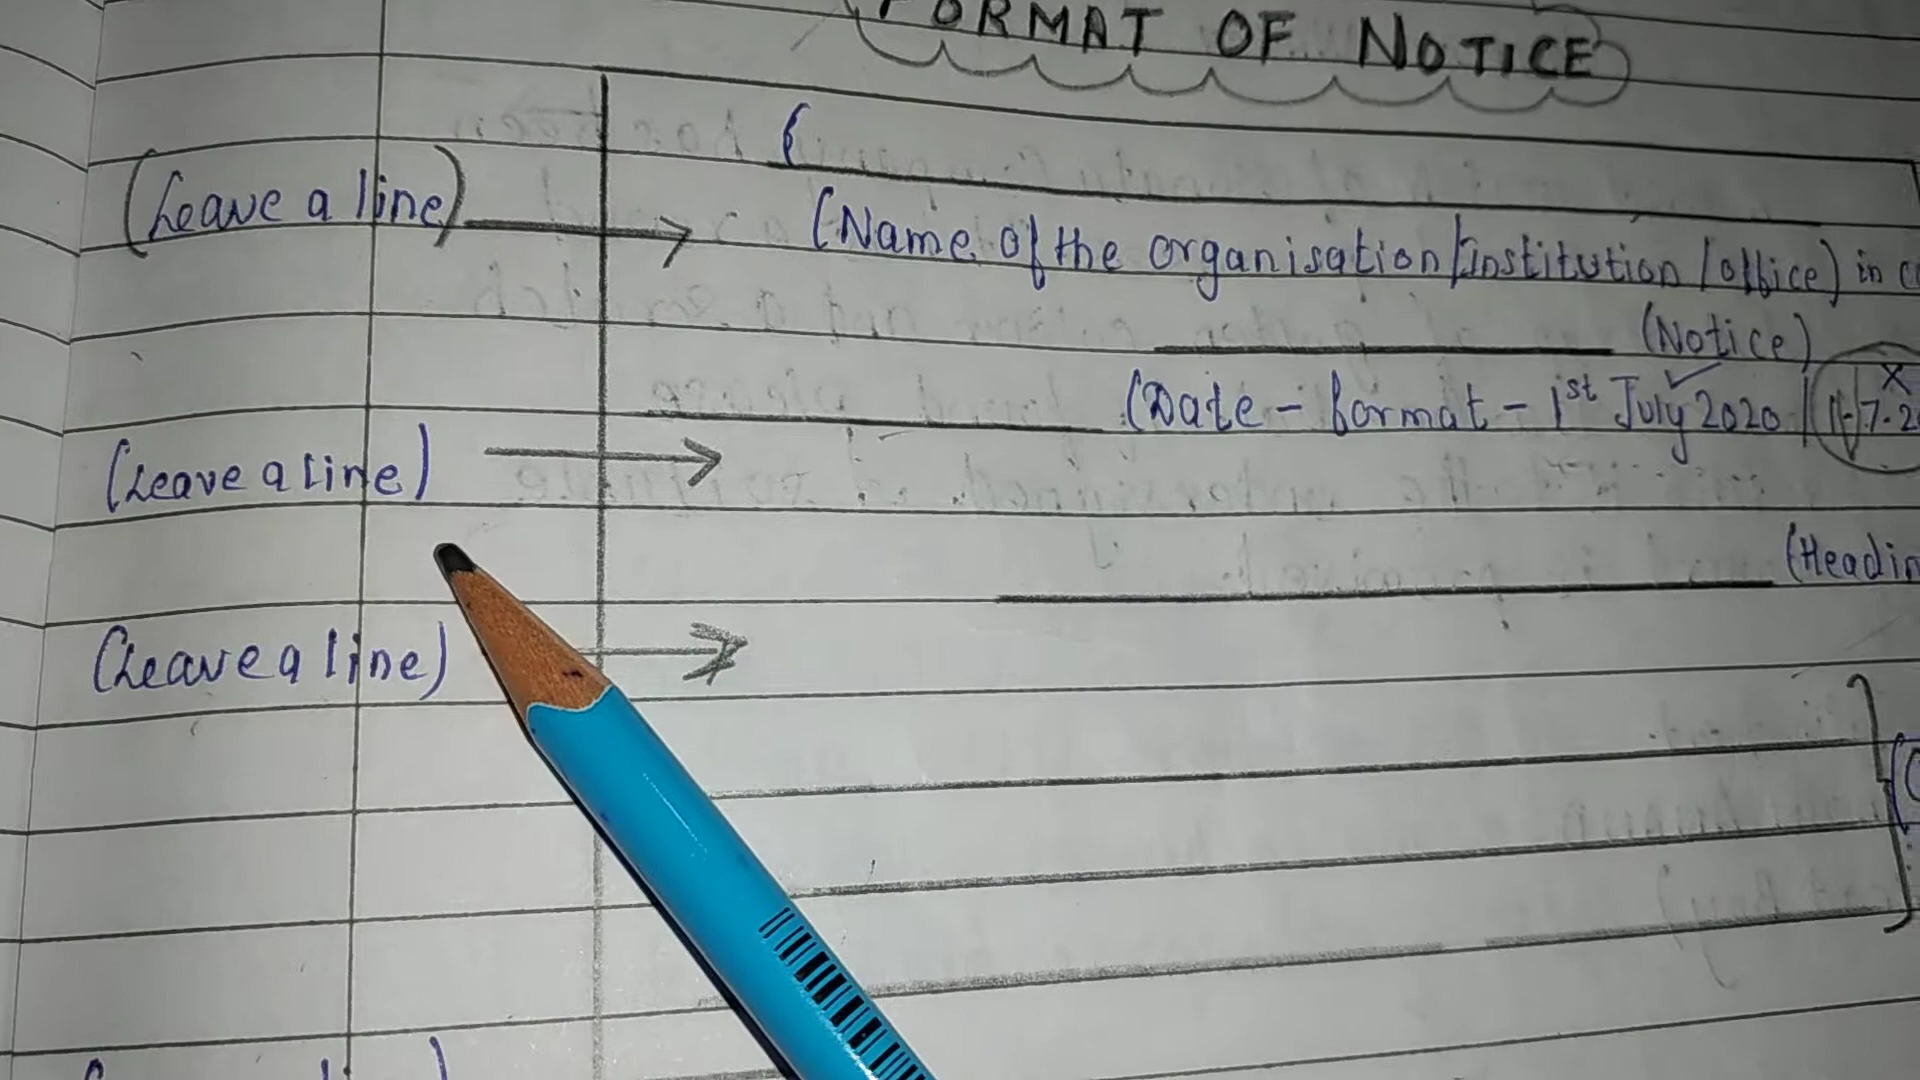 FORMAT OF NOTICE
(Leave a line)
(Name of the organisation/institution/office) in
(Notice)
(Date - format - 1st July 2020 /
(Leave a line)
(Headin
(Leave a line)